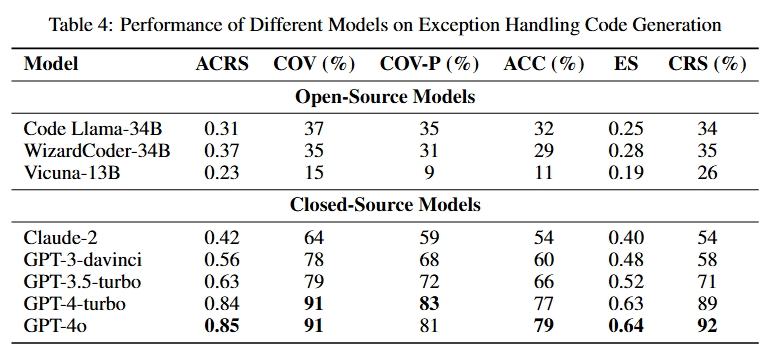 Table 4: Performance of Different Models on Exception Handling Code Generation
Model ACRS COV (%) COV-P (%) ACC (%) ES CRS (%)
Open-Source Models
Code Llama-34B 0.31 37 35 32 0.25 34
WizardCoder-34B 0.37 35 31 29 0.28 35
Vicuna-13B 0.23 15 9 11 0.19 26
Closed-Source Models
Claude-2 0.42 64 59 54 0.40 54
GPT-3-davinci 0.56 78 68 60 0.48 58
GPT-3.5-turbo 0.63 79 72 66 0.52 71
GPT-4-turbo 0.84 91 83 77 0.63 89
GPT-4o 0.85 91 81 79 0.64 92